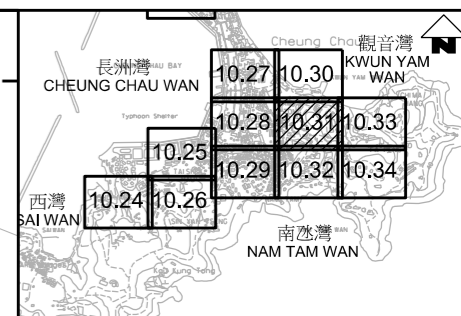 Cheung Chau
觀音灣
KWUN YAM
WAN
N
長洲灣
CHEUNG CHAU WAN
10.27
10.30
Typhoon Shelter
10.28
10.31
10.33
10.25
10.29
10.32
10.34
西灣
SAI WAN
10.24
10.26
南氹灣
NAM TAM WAN